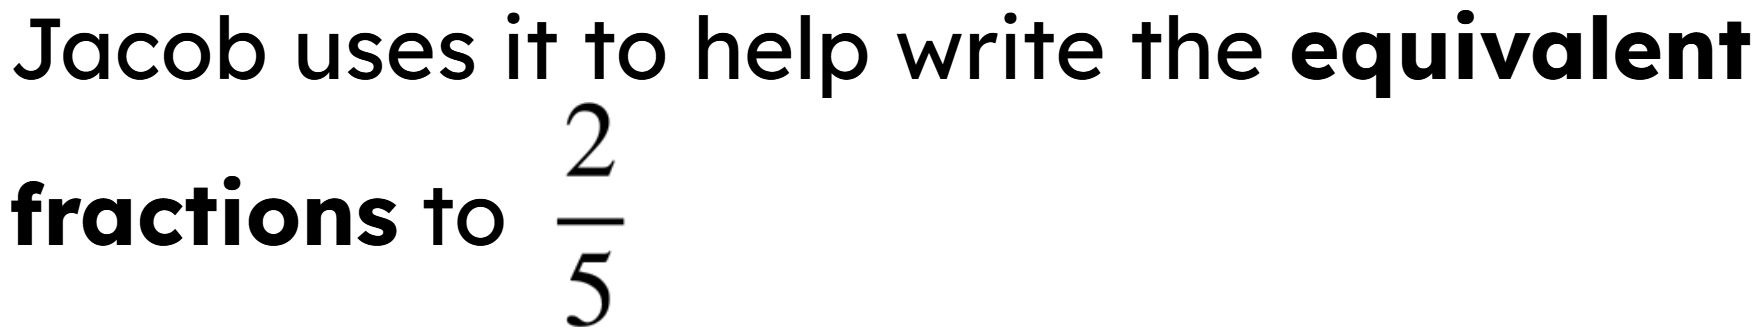 Jacob uses it to help write the equivalent
fractions to 2/5